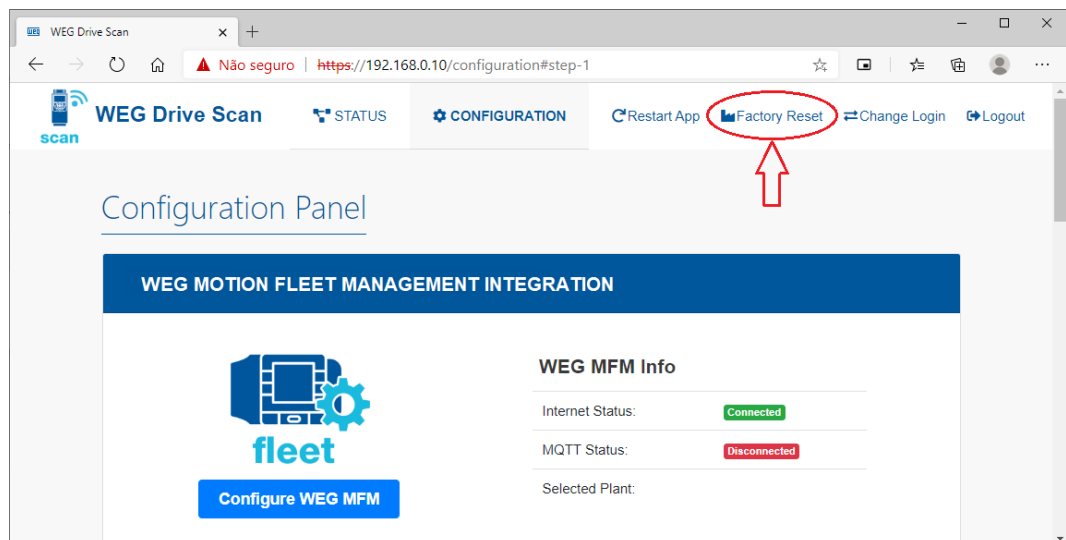 WEG Drive Scan
Não seguro | https://192.168.0.10/configuration#step-1
scan
WEG Drive Scan
STATUS
CONFIGURATION
Restart App
Factory Reset
Change Login
Logout
Configuration Panel
WEG MOTION FLEET MANAGEMENT INTEGRATION
fleet
Configure WEG MFM
WEG MFM Info
Internet Status: Connected
MQTT Status: Disconnected
Selected Plant: